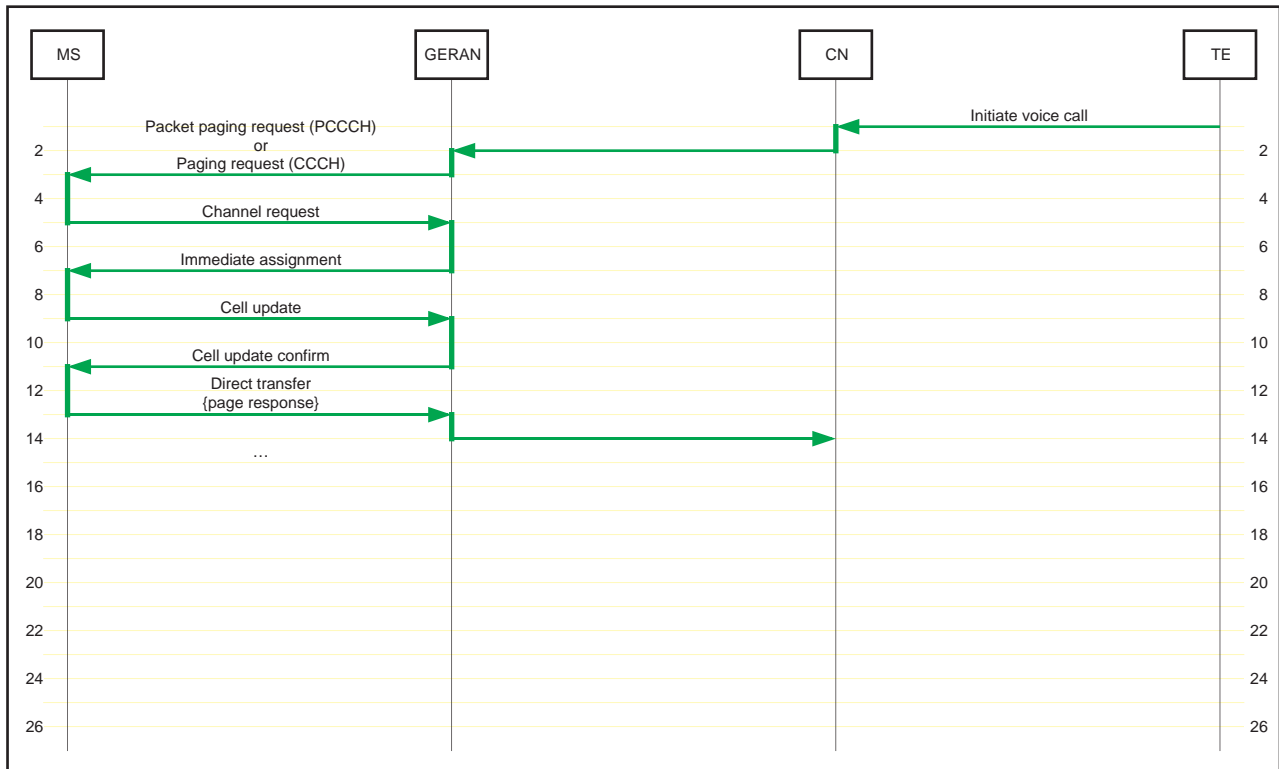 MS GERAN CN TE
Initiate voice call
Packet paging request (PCCCH)
or
2 2
Paging request (CCCH)
4 4
Channel request
6 6
Immediate assignment
8 8
Cell update
10 10
Cell update confirm
Direct transfer
12 12
{page response}
14 14
…
16 16
18 18
20 20
22 22
24 24
26 26